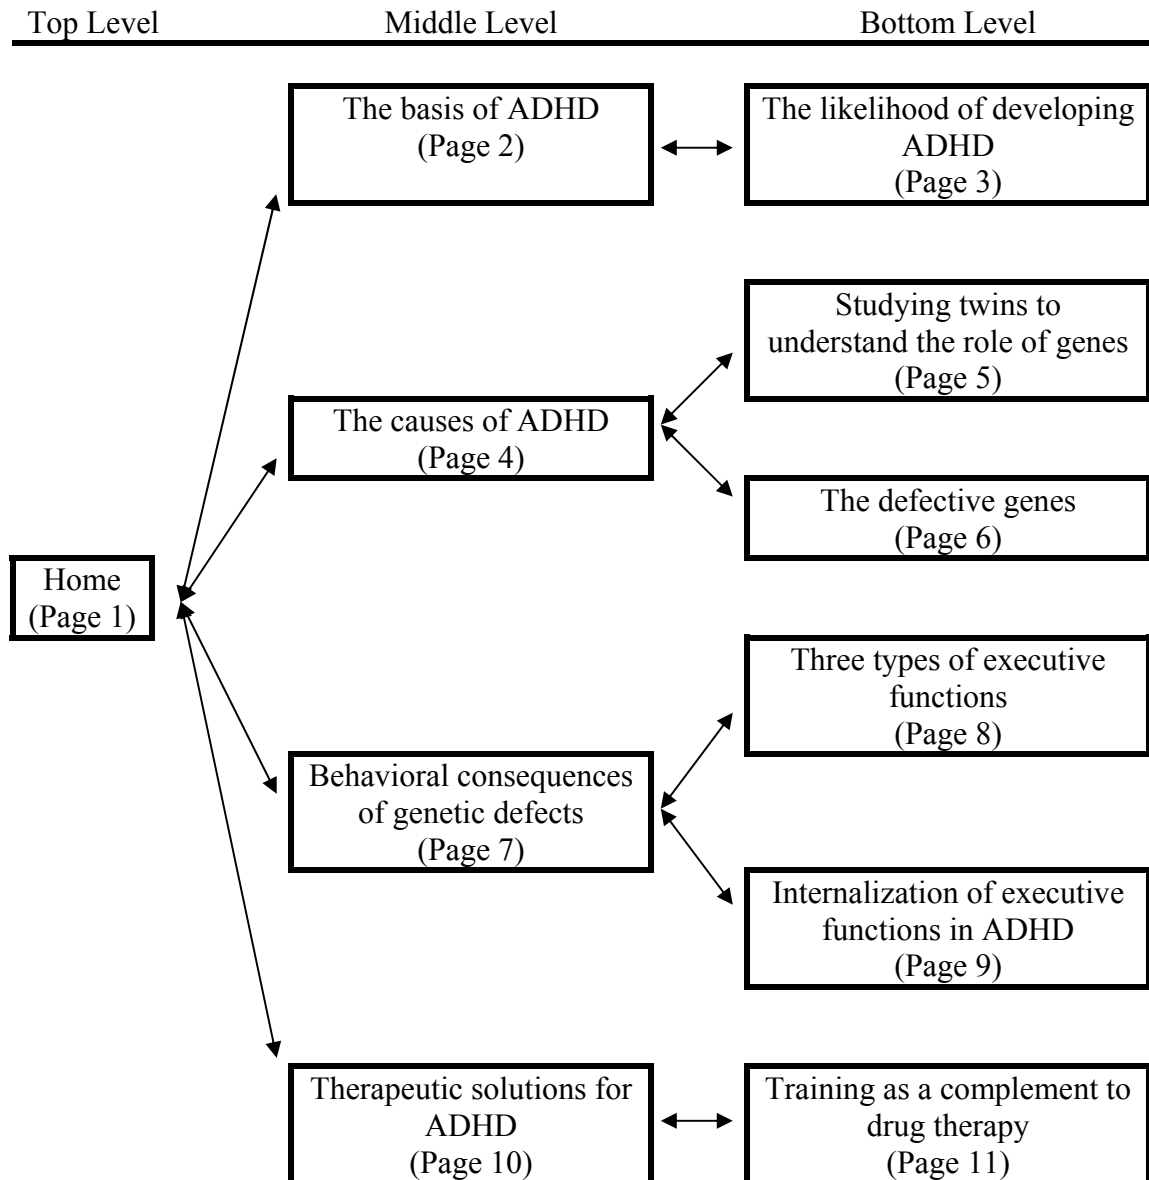 Top Level
Middle Level
Bottom Level
The basis of ADHD
(Page 2)
The likelihood of developing
ADHD
(Page 3)
Studying twins to
understand the role of genes
(Page 5)
The causes of ADHD
(Page 4)
The defective genes
(Page 6)
Home
(Page 1)
Three types of executive
functions
(Page 8)
Behavioral consequences
of genetic defects
(Page 7)
Internalization of executive
functions in ADHD
(Page 9)
Therapeutic solutions for
ADHD
(Page 10)
Training as a complement to
drug therapy
(Page 11)